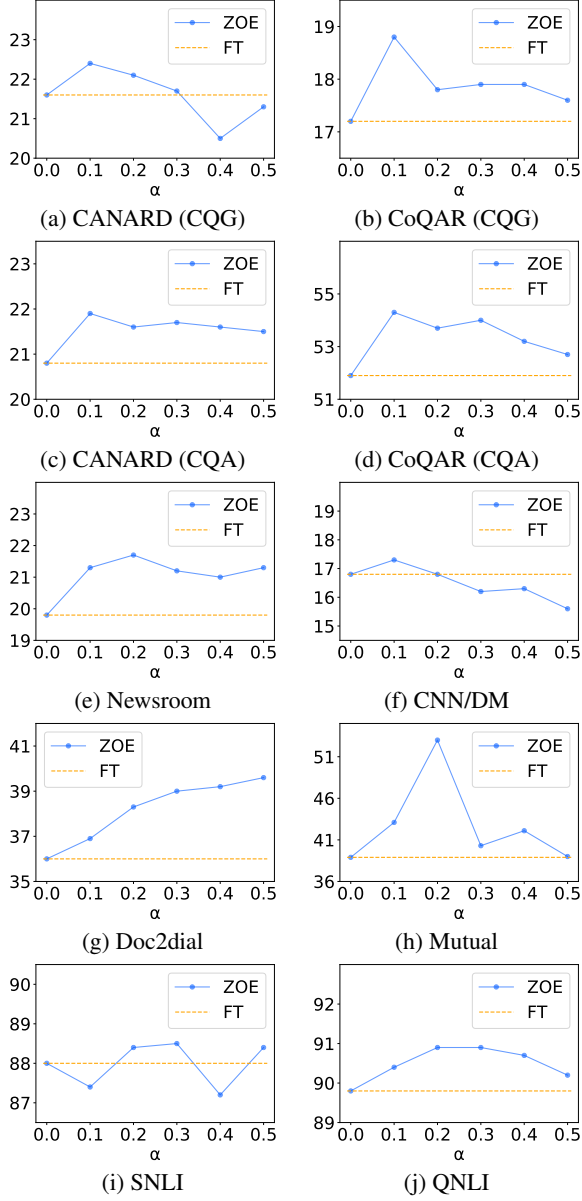 23
22
21
20
ZOE
FT
0.0 0.1 0.2 0.3 0.4 0.5
α
(a) CANARD (CQG)
19
18
17
ZOE
FT
0.0 0.1 0.2 0.3 0.4 0.5
α
(b) CoQAR (CQG)
23
22
21
20
ZOE
FT
0.0 0.1 0.2 0.3 0.4 0.5
α
(c) CANARD (CQA)
55
53
51
ZOE
FT
0.0 0.1 0.2 0.3 0.4 0.5
α
(d) CoQAR (CQA)
23
22
21
20
19
ZOE
FT
0.0 0.1 0.2 0.3 0.4 0.5
α
(e) Newsroom
19
18
17
16
15
ZOE
FT
0.0 0.1 0.2 0.3 0.4 0.5
α
(f) CNN/DM
41
39
37
36
35
ZOE
FT
0.0 0.1 0.2 0.3 0.4 0.5
α
(g) Doc2dial
51
46
41
36
ZOE
FT
0.0 0.1 0.2 0.3 0.4 0.5
α
(h) Mutual
90
89
88
87
ZOE
FT
0.0 0.1 0.2 0.3 0.4 0.5
α
(i) SNLI
92
91
90
89
ZOE
FT
0.0 0.1 0.2 0.3 0.4 0.5
α
(j) QNLI